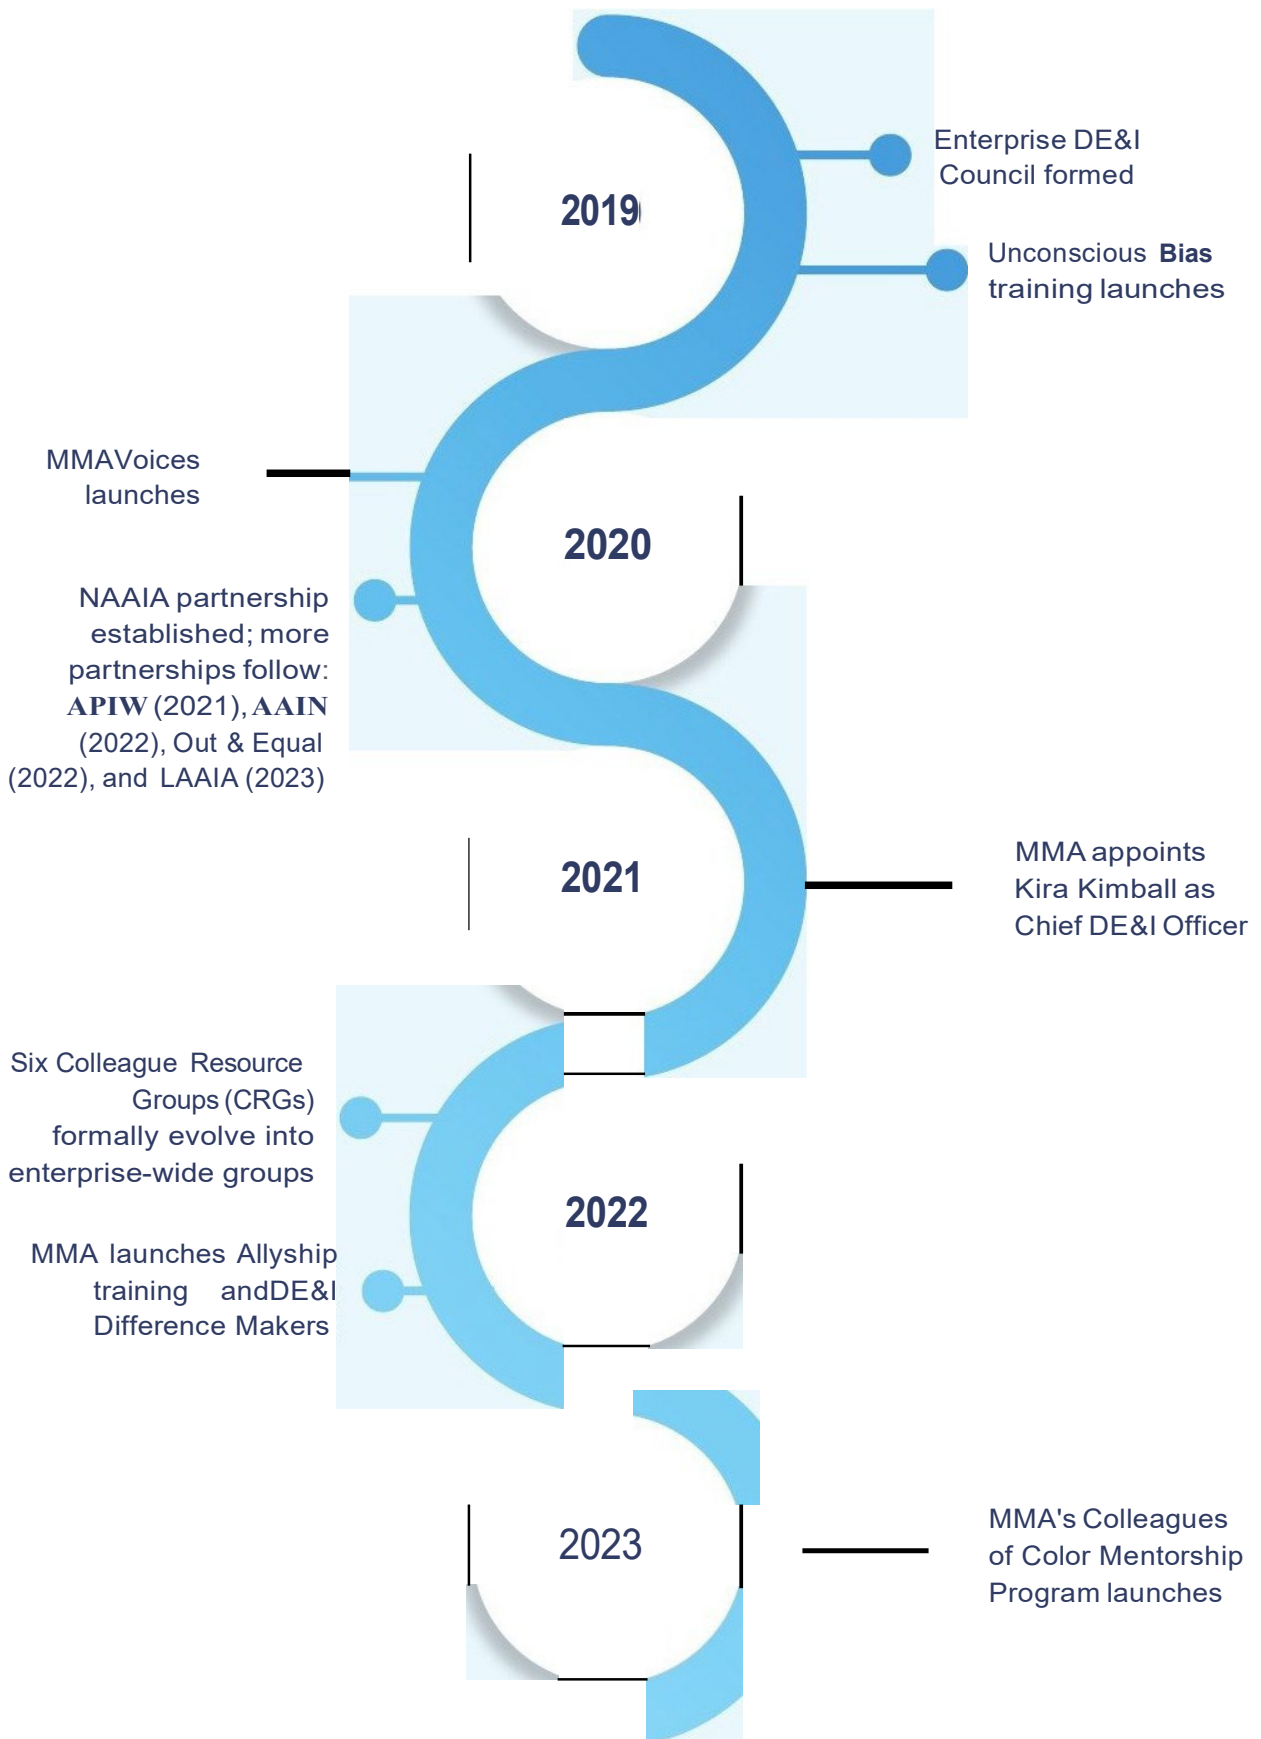 2019
Enterprise DE&I
Council formed
Unconscious Bias
training launches
MMAVoices
launches
2020
NAAIA partnership
established; more
partnerships follow:
APIW (2021), AAIN
(2022), Out & Equal
(2022), and LAAIA (2023)
2021
MMA appoints
Kira Kimball as
Chief DE&I Officer
Six Colleague Resource
Groups (CRGs)
formally evolve into
enterprise-wide groups
2022
MMA launches Allyship
training andDE&I
Difference Makers
2023
MMA's Colleagues
of Color Mentorship
Program launches